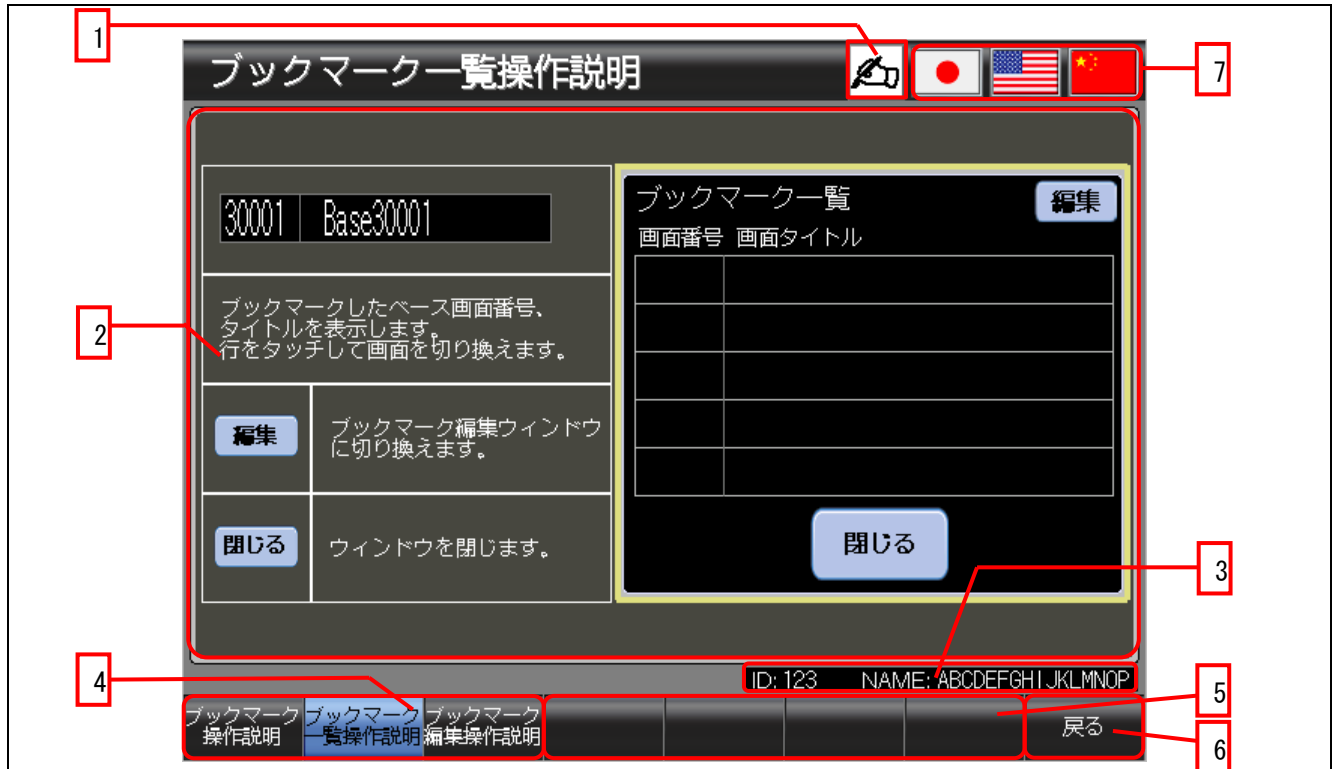 1
ブックマーク一覧操作説明
7
30001 Base30001
ブックマークしたベース画面番号、
タイトルを表示します。
行をタッチして画面を切り換えます。
2
編集
ブックマーク編集ウィンドウ
に切り換えます。
閉じる
ウィンドウを閉じます。
ブックマーク一覧
編集
画面番号 画面タイトル
閉じる
3
ID: 123 NAME: ABCDEFGHIJKLMNOP
4
ブックマーク
操作説明
ブックマーク
一覧操作説明
ブックマーク
編集操作説明
5
戻る
6